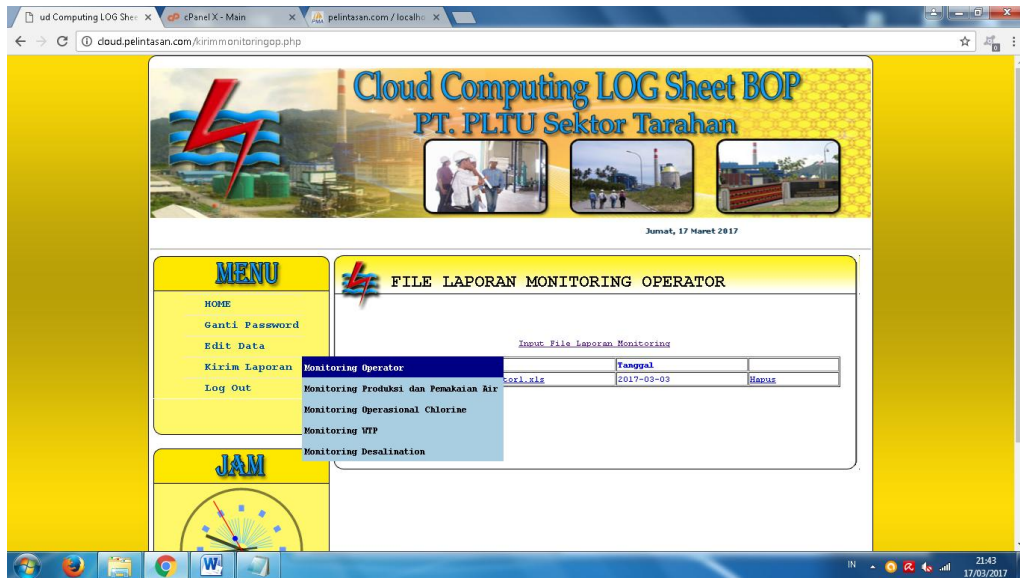 ud Computing LOG Shee
cPanel X - Main
pelintasan.com / localho
cloud.pelintasan.com/kirimmonitoringop.php
Cloud Computing LOG Sheet BOP
PT. PLTU Sektor Tarahan
Jumat, 17 Maret 2017
MENU
HOME
Ganti Password
Edit Data
Kirim Laporan
Log Out
Monitoring Operator
Monitoring Produksi dan Pemakaian Air
Monitoring Operasional Chlorine
Monitoring WTP
Monitoring Desalination
FILE LAPORAN MONITORING OPERATOR
Input File Laporan Monitoring
Tanggal
tor1.xls 2017-03-03 Hapus
JAM
IN
21:43
17/03/2017